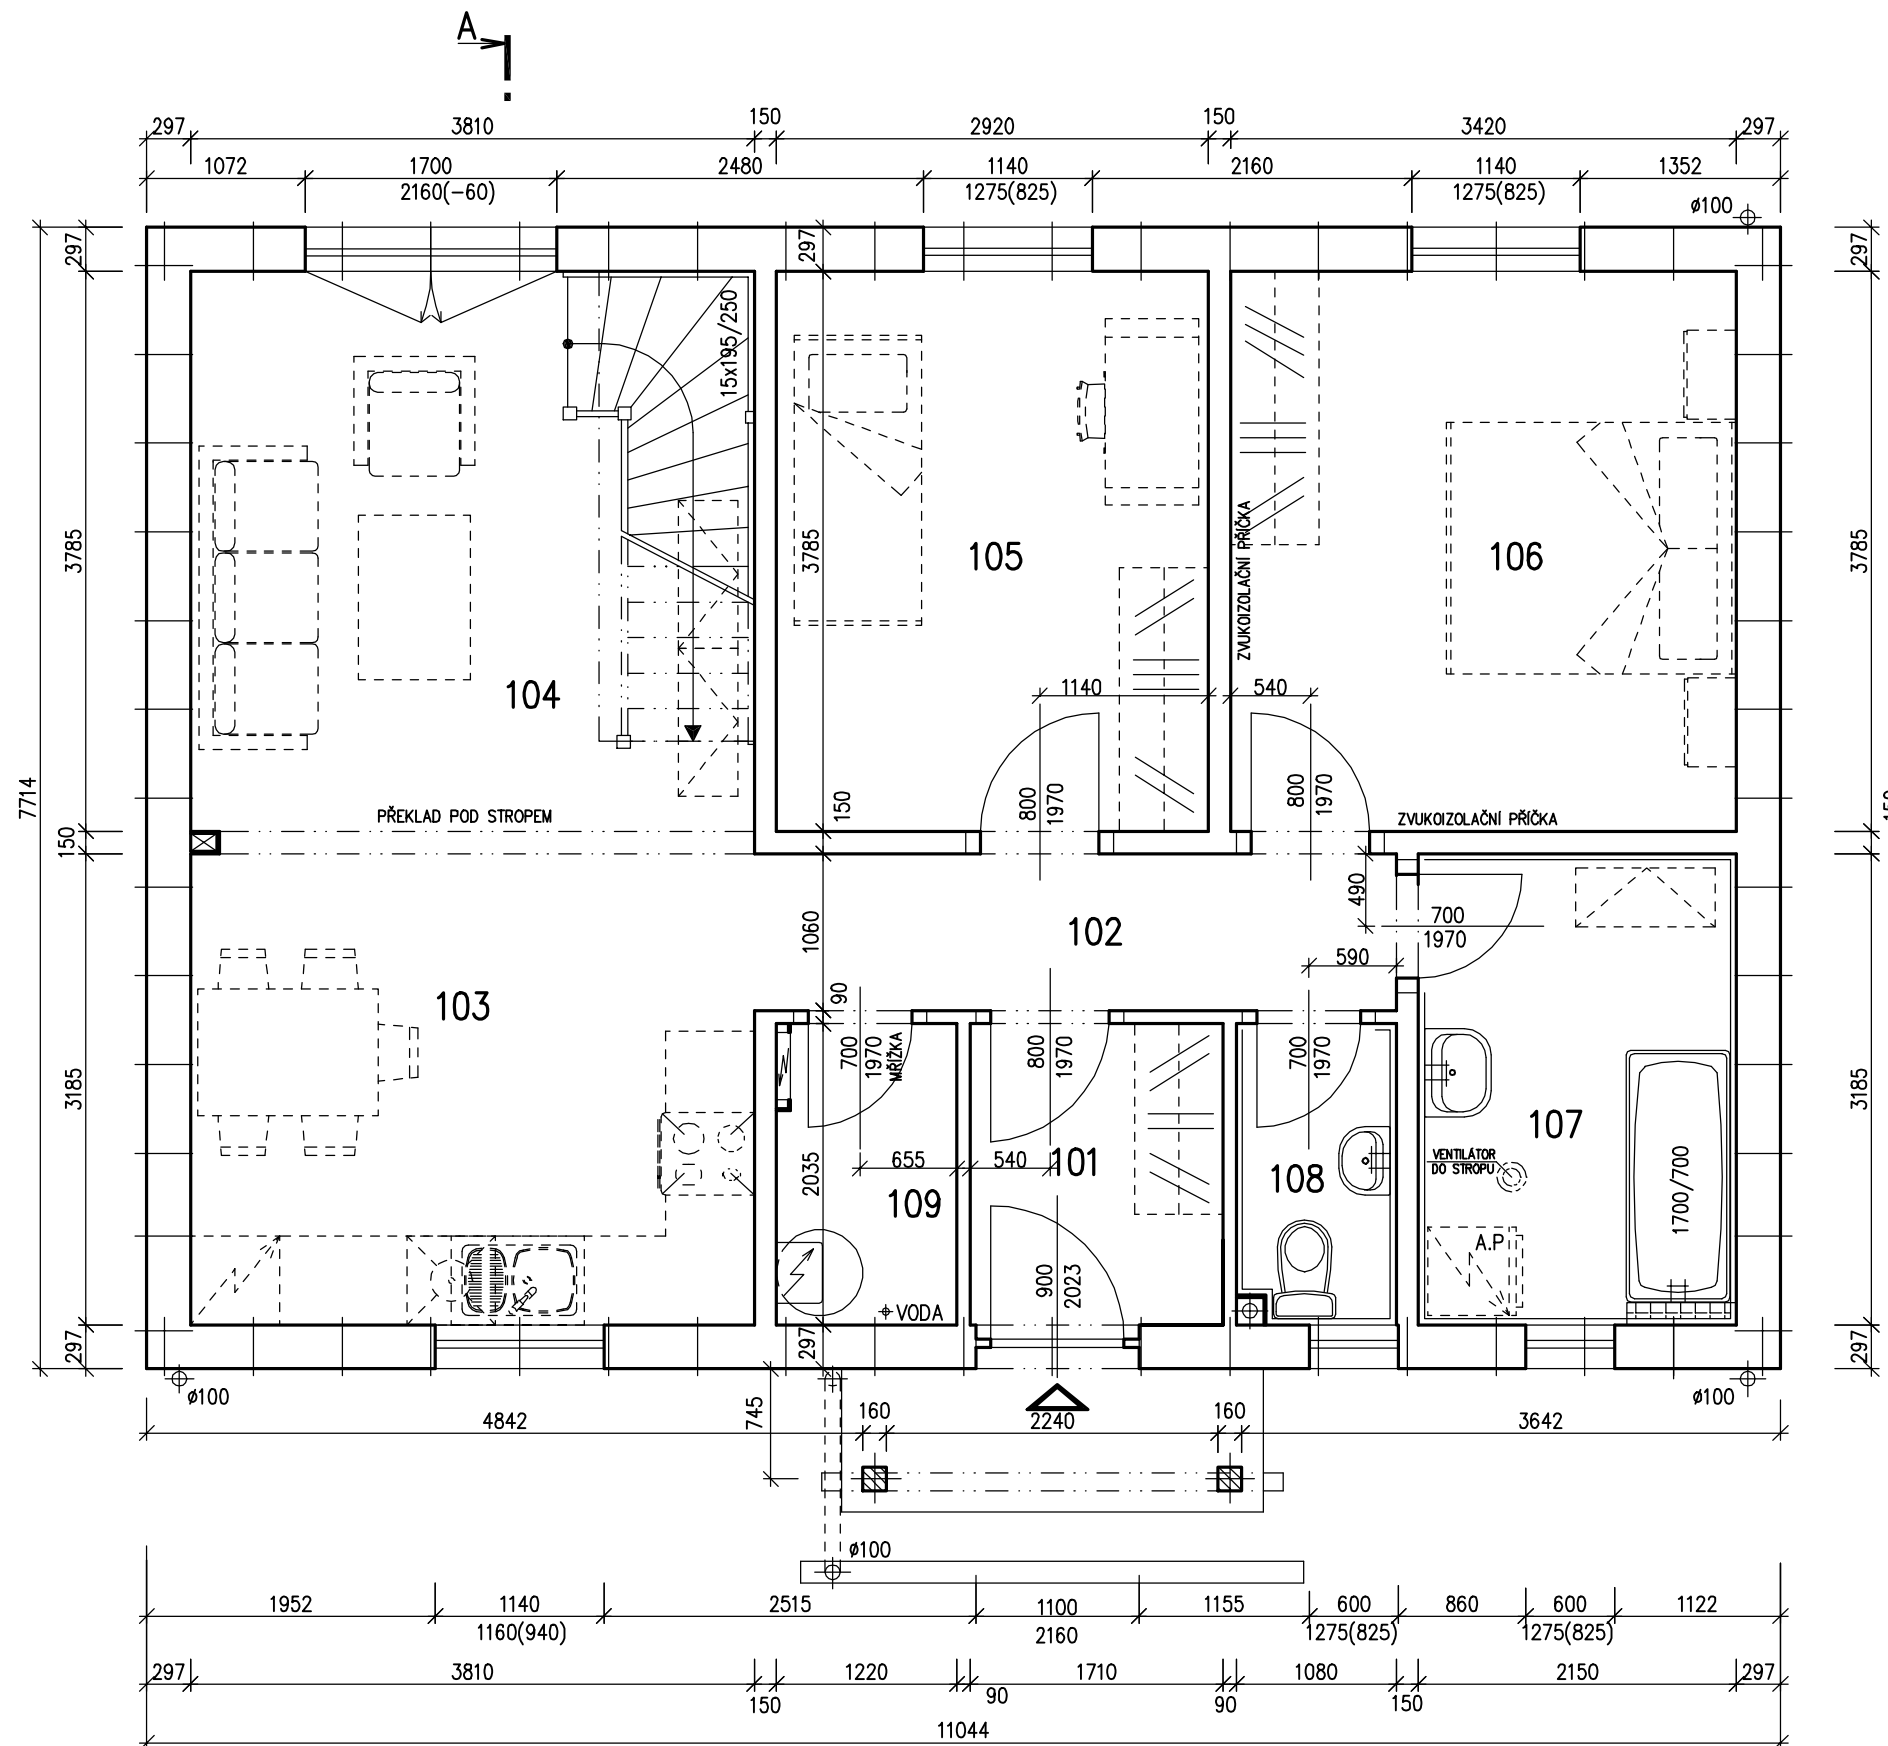 A
297 3810 150 2920 150 3420 297
1072 1700 2480 1140 2160 1140 1352
2160(-60) 1275(825) 1275(825)
ø100
297 297 297
15x195/250
3785 3785 3785
7714
105 106
ZVUKOIZOLAČNÍ PŘÍČKA
104
1140 540
800
1970
800
1970
PŘEKLAD POD STROPEM
ZVUKOIZOLAČNÍ PŘÍČKA
150 150 150
490
102
700
1970
590
1060
103
90
700
1970
MŘÍŽKA
800
1970
700
1970
3185 3185
107
2035
655 540 101
108
VENTILÁTOR
DO STROPU
109
1700/700
A.P
900
2023
VODA
297 297 297
ø100 ø100
745
4842 160 2240 160 3642
ø100
1952 1140 2515 1100 1155 600 860 600 1122
1160(940) 2160 1275(825) 1275(825)
297 3810 1220 1710 1080 2150 297
150 90 90 150
11044